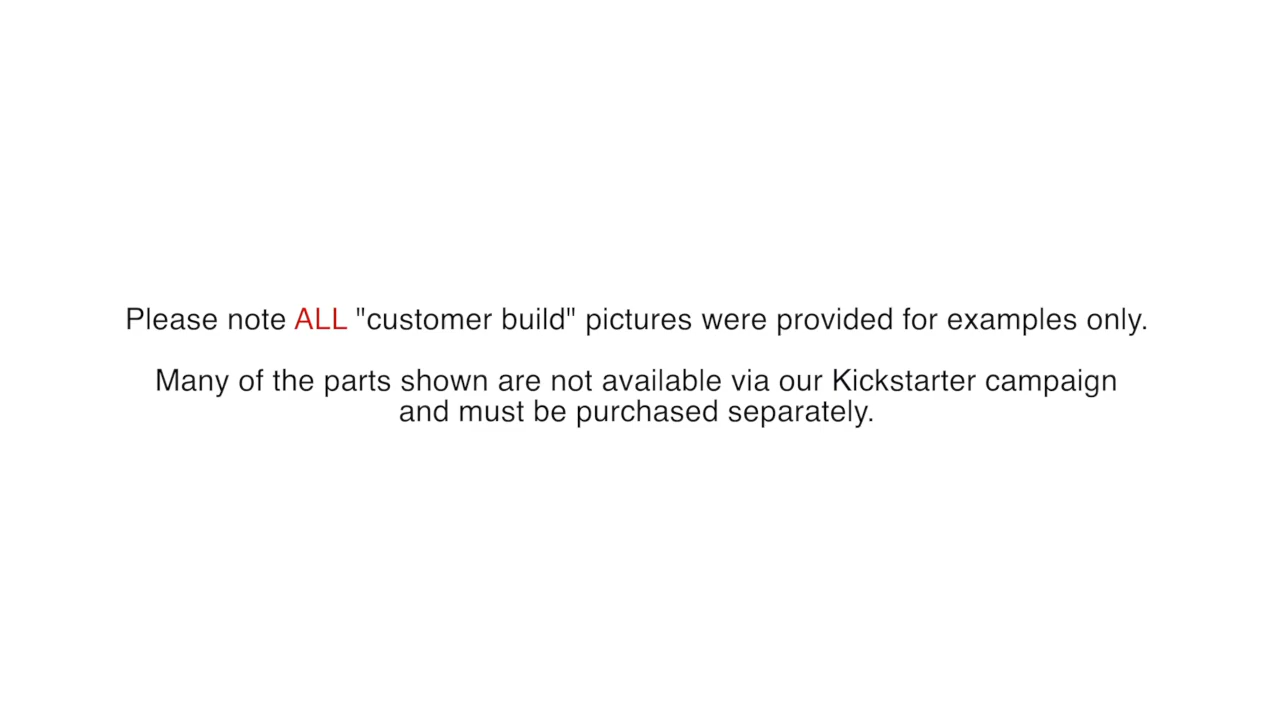 Please note ALL "customer build" pictures were provided for examples only.
Many of the parts shown are not available via our Kickstarter campaign
and must be purchased separately.